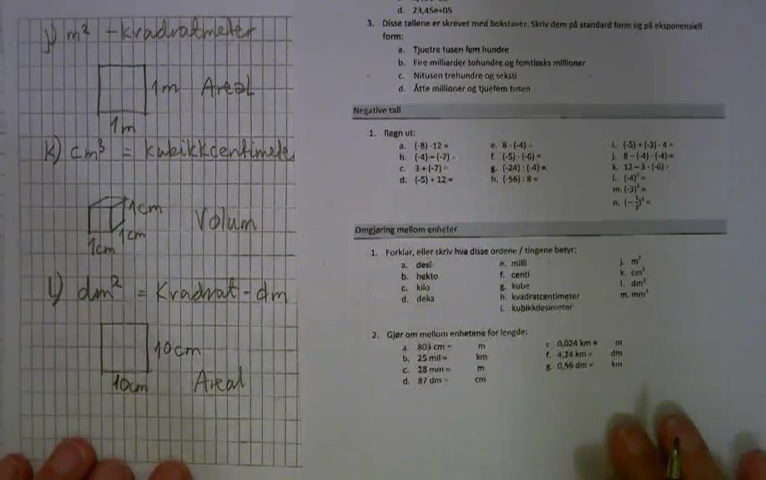 j) m² - kvadratmeter
1m Areal
1m
k) cm³ = kubikkcentimete
1cm Volum
1cm
1cm
l) dm² = Kvadrat-dm
10cm
10cm Areal
d. 23,45e+05
3. Disse tallene er skrevet med bokstaver. Skriv dem på standard form og på eksponensiell
form:
a. Tjuetre tusen fem hundre
b. Fire milliarder tohundre og femtiseks millioner
c. Nitusen trehundre og seksti
d. Åtte millioner og tjuefem tusen
Negative tall
1. Regn ut:
a. (-8) ·12 =
b. (-4) – (-7) =
c. 3 + (-7) =
d. (-5) + 12 =
e. 8 · (-4) =
f. (-5) · (-6) =
g. (-24) : (-4) =
h. (-56) : 8 =
i. (-5) + (-3) · 4 =
j. 8 – (-4) · (-4) =
k. 12 – 3 · (-6) =
l. (-4)² =
m. (-3)³ =
n.
Omgjøring mellom enheter
1. Forklar, eller skriv hva disse ordene / tingene betyr:
a. desi
b. hekto
c. kilo
d. deka
e. milli
f. centi
g. kube
h. kvadratcentimeter
i. kubikkdesimeter
j. m²
k. cm³
l. dm²
m. mm³
2. Gjør om mellom enhetene for lengde:
a. 803 cm = m
b. 25 mil = km
c. 28 mm = m
d. 87 dm = cm
e. 0,024 km = m
f. 4,24 km = dm
g. 0,56 dm = km